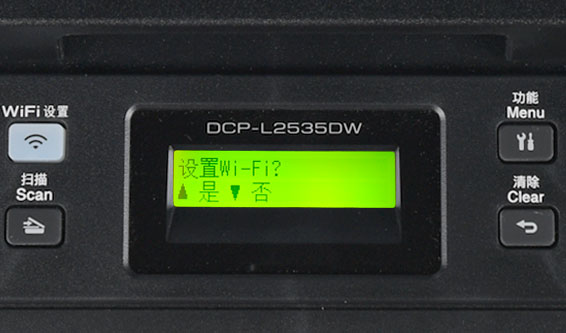 WiFi 设置
扫描
Scan
DCP-L2535DW
设置Wi-Fi?
▲ 是 ▼ 否
功能
Menu
清除
Clear